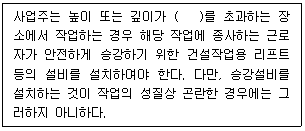 사업주는 높이 또는 깊이가 (    )를 초과하는 장
소에서 작업하는 경우 해당 작업에 종사하는 근로
자가 안전하게 승강하기 위한 건설작업용 리프트
등의 설비를 설치하여야 한다. 다만, 승강설비를
설치하는 것이 작업의 성질상 곤란한 경우에는 그
러하지 아니하다.